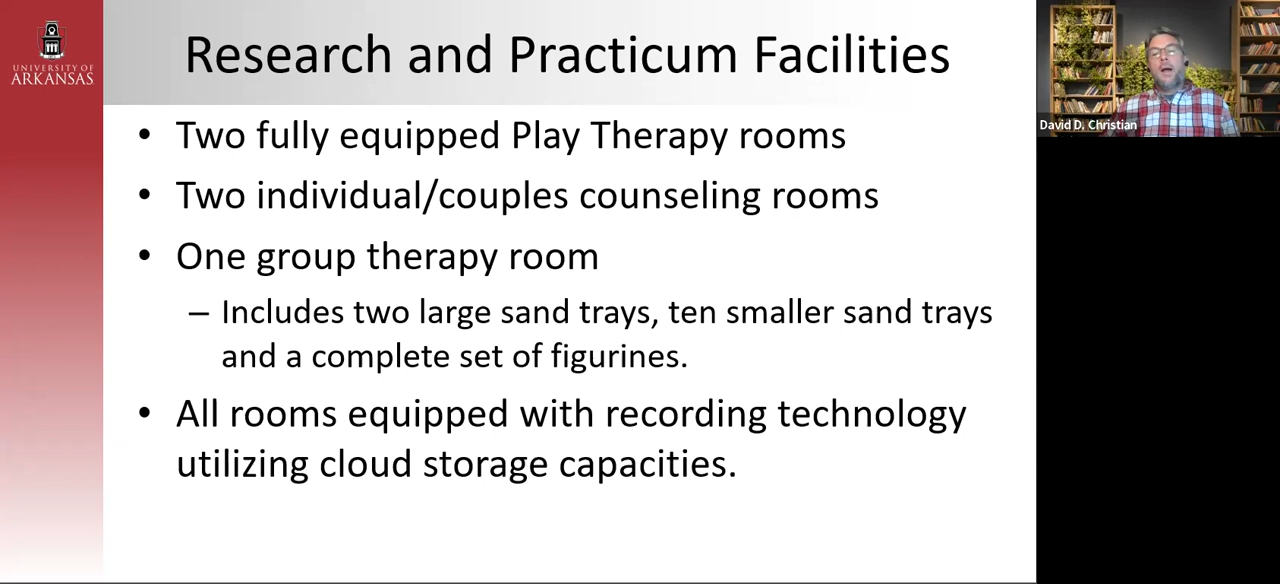 UNIVERSITY OF
ARKANSAS
Research and Practicum Facilities
• Two fully equipped Play Therapy rooms
• Two individual/couples counseling rooms
• One group therapy room
– Includes two large sand trays, ten smaller sand trays
and a complete set of figurines.
• All rooms equipped with recording technology
utilizing cloud storage capacities.
David D. Christian